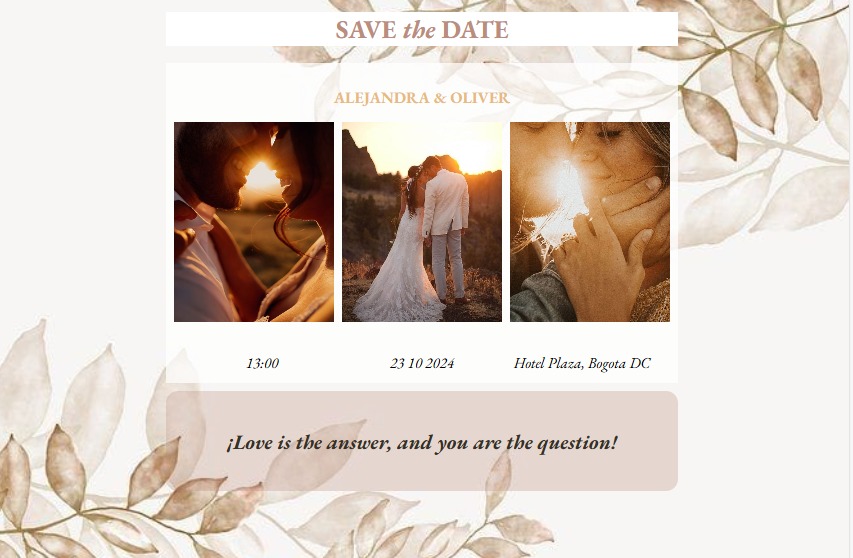 SAVE the DATE
ALEJANDRA & OLIVER
13:00
23 10 2024
Hotel Plaza, Bogota DC
¡Love is the answer, and you are the question!